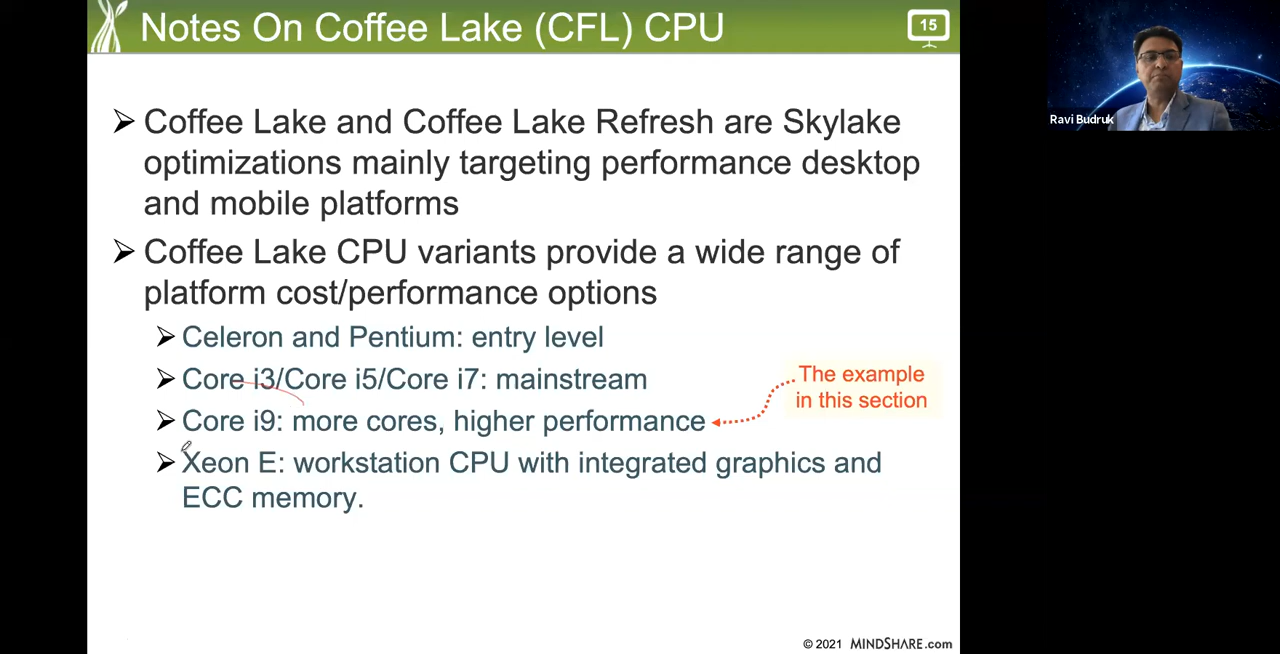 Notes On Coffee Lake (CFL) CPU
15
Ravi Budruk
Coffee Lake and Coffee Lake Refresh are Skylake
optimizations mainly targeting performance desktop
and mobile platforms
Coffee Lake CPU variants provide a wide range of
platform cost/performance options
Celeron and Pentium: entry level
Core i3/Core i5/Core i7: mainstream
The example
in this section
Core i9: more cores, higher performance
Xeon E: workstation CPU with integrated graphics and
ECC memory.
© 2021 MINDSHARE.com